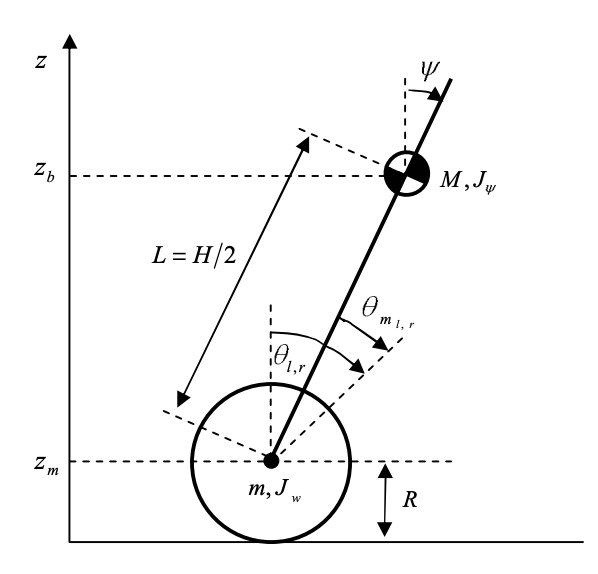 z
ψ
z_b
M, J_ψ
L = H/2
θ_{m_{l, r}}
θ_{l,r}
z_m
m, J_w
R